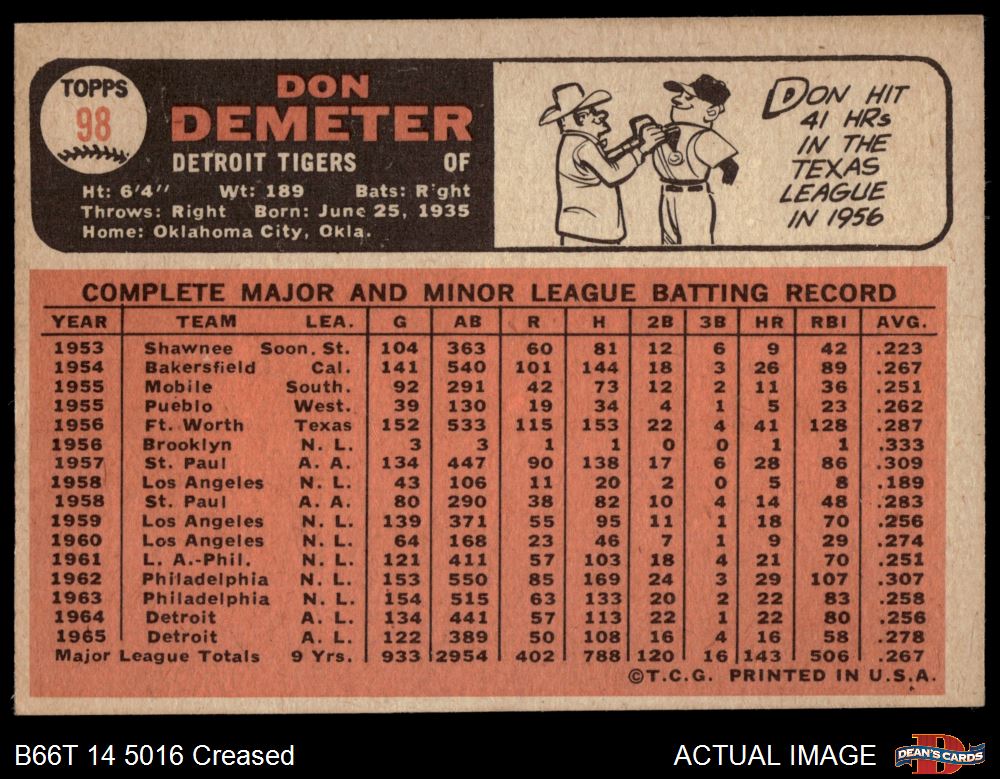 TOPPS
98
DON
DEMETER
DETROIT TIGERS OF
Ht: 6'4" Wt: 189 Bats: Right
Throws: Right Born: June 25, 1935
Home: Oklahoma City, Okla.
DON HIT
41 HRs
IN THE
TEXAS
LEAGUE
IN 1956
COMPLETE MAJOR AND MINOR LEAGUE BATTING RECORD
YEAR TEAM LEA. G AB R H 2B 3B HR RBI AVG.
1953 Shawnee Soon. St. 104 363 60 81 12 6 9 42 .223
1954 Bakersfield Cal. 141 540 101 144 18 3 26 89 .267
1955 Mobile South. 92 291 42 73 12 2 11 36 .251
1955 Pueblo West. 39 130 19 34 4 1 5 23 .262
1956 Ft. Worth Texas 152 533 115 153 22 4 41 128 .287
1956 Brooklyn N. L. 3 3 1 1 0 0 1 1 .333
1957 St. Paul A. A. 134 447 90 138 17 6 28 86 .309
1958 Los Angeles N. L. 43 106 11 20 2 0 5 8 .189
1958 St. Paul A. A. 80 290 38 82 10 4 14 48 .283
1959 Los Angeles N. L. 139 371 55 95 11 1 18 70 .256
1960 Los Angeles N. L. 64 168 23 46 7 1 9 29 .274
1961 L. A.-Phil. N. L. 121 411 57 103 18 4 21 70 .251
1962 Philadelphia N. L. 153 550 85 169 24 3 29 107 .307
1963 Philadelphia N. L. 154 515 63 133 20 2 22 83 .258
1964 Detroit A. L. 134 441 57 113 22 1 22 80 .256
1965 Detroit A. L. 122 389 50 108 16 4 16 58 .278
Major League Totals 9 Yrs. 933 2954 402 788 120 16 143 506 .267
©T.C.G. PRINTED IN U.S.A.
B66T 14 5016 Creased ACTUAL IMAGE
DEAN'S CARDS